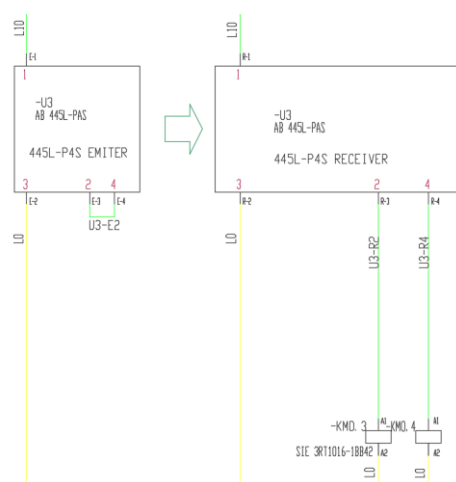 L10
L10
E-1
R-1
1
1
-U3
AB 445L-PAS
445L-P4S EMITER
-U3
AB 445L-PAS
445L-P4S RECEIVER
3
2
4
3
2
4
E-2
E-3
E-4
R-2
R-3
R-4
U3-E2
L0
L0
U3-R2
U3-R4
-KM0. 3
A1
-KM0. 4
A1
SIE 3RT1016-1BB42
A2
A2
L0
L0